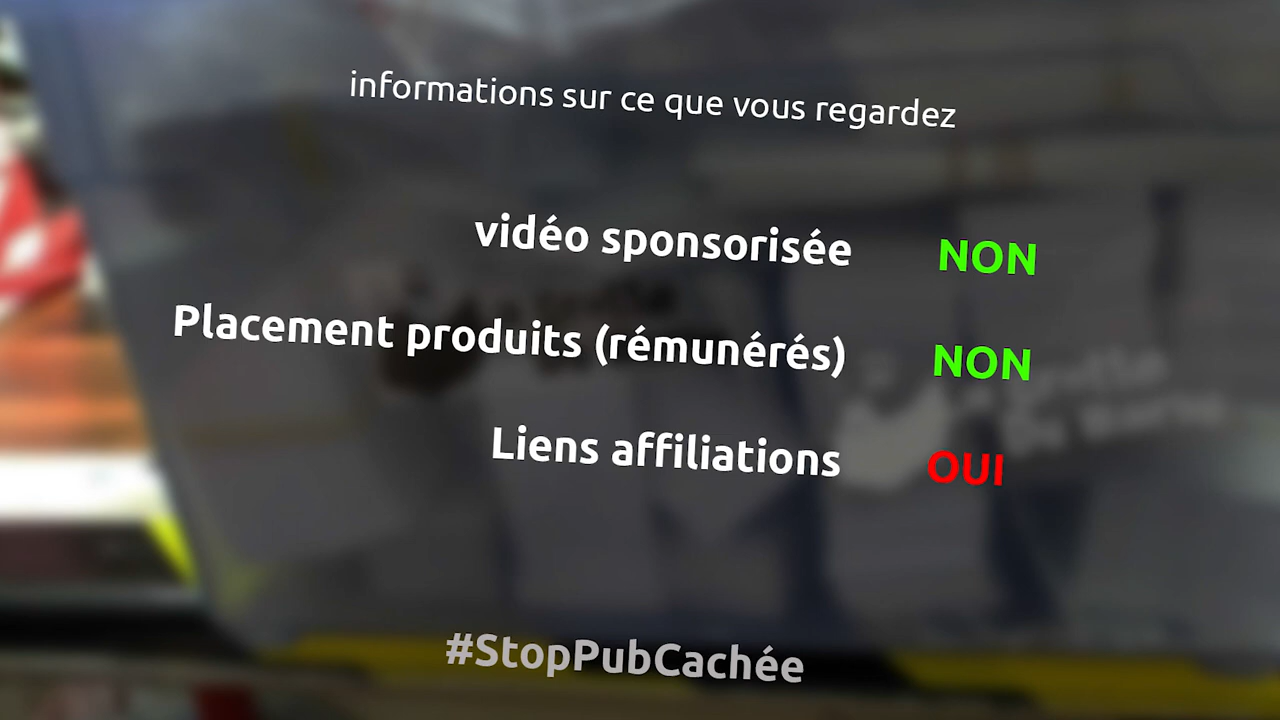 informations sur ce que vous regardez
vidéo sponsorisée NON
Placement produits (rémunérés) NON
Liens affiliations OUI
#StopPubCachée